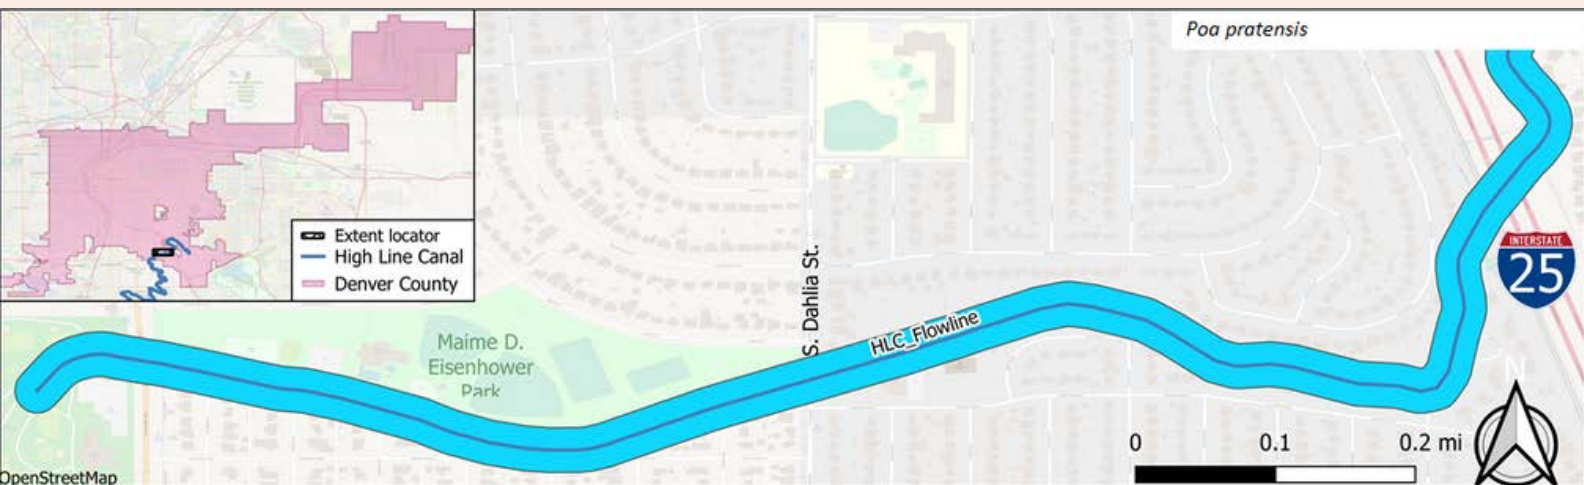 Poa pratensis
Extent locator
High Line Canal
Denver County
S. Dahlia St.
INTERSTATE
25
HLC_Flowline
Maime D.
Eisenhower
Park
0 0.1 0.2 mi
OpenStreetMap